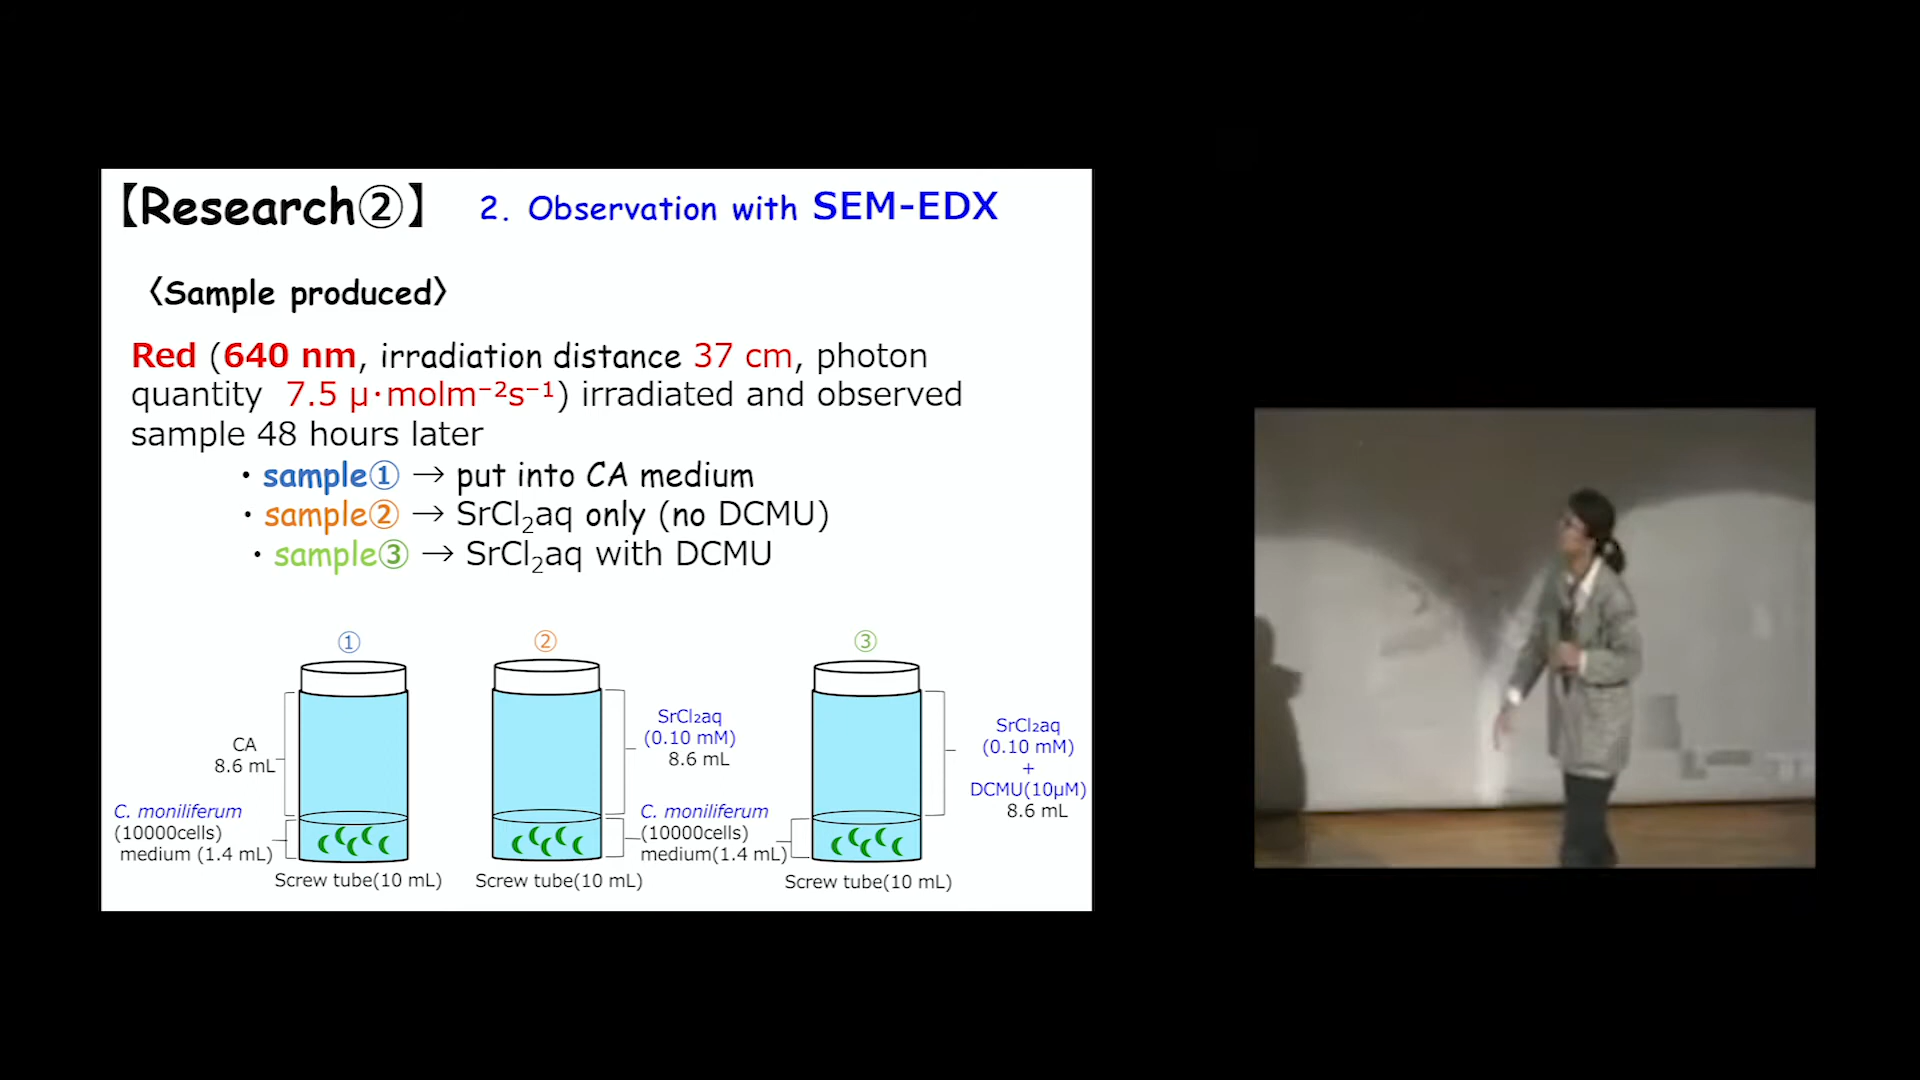 【Research②】 2. Observation with SEM-EDX
〈Sample produced〉
Red (640 nm, irradiation distance 37 cm, photon
quantity 7.5 μ·molm⁻²s⁻¹) irradiated and observed
sample 48 hours later
・sample① → put into CA medium
・sample② → SrCl₂aq only (no DCMU)
・sample③ → SrCl₂aq with DCMU
①
CA
8.6 mL
C. moniliferum
(10000cells)
medium (1.4 mL)
Screw tube(10 mL)
②
SrCl₂aq
(0.10 mM)
8.6 mL
C. moniliferum
(10000cells)
medium(1.4 mL)
Screw tube(10 mL)
③
SrCl₂aq
(0.10 mM)
+
DCMU(10μM)
8.6 mL
Screw tube(10 mL)